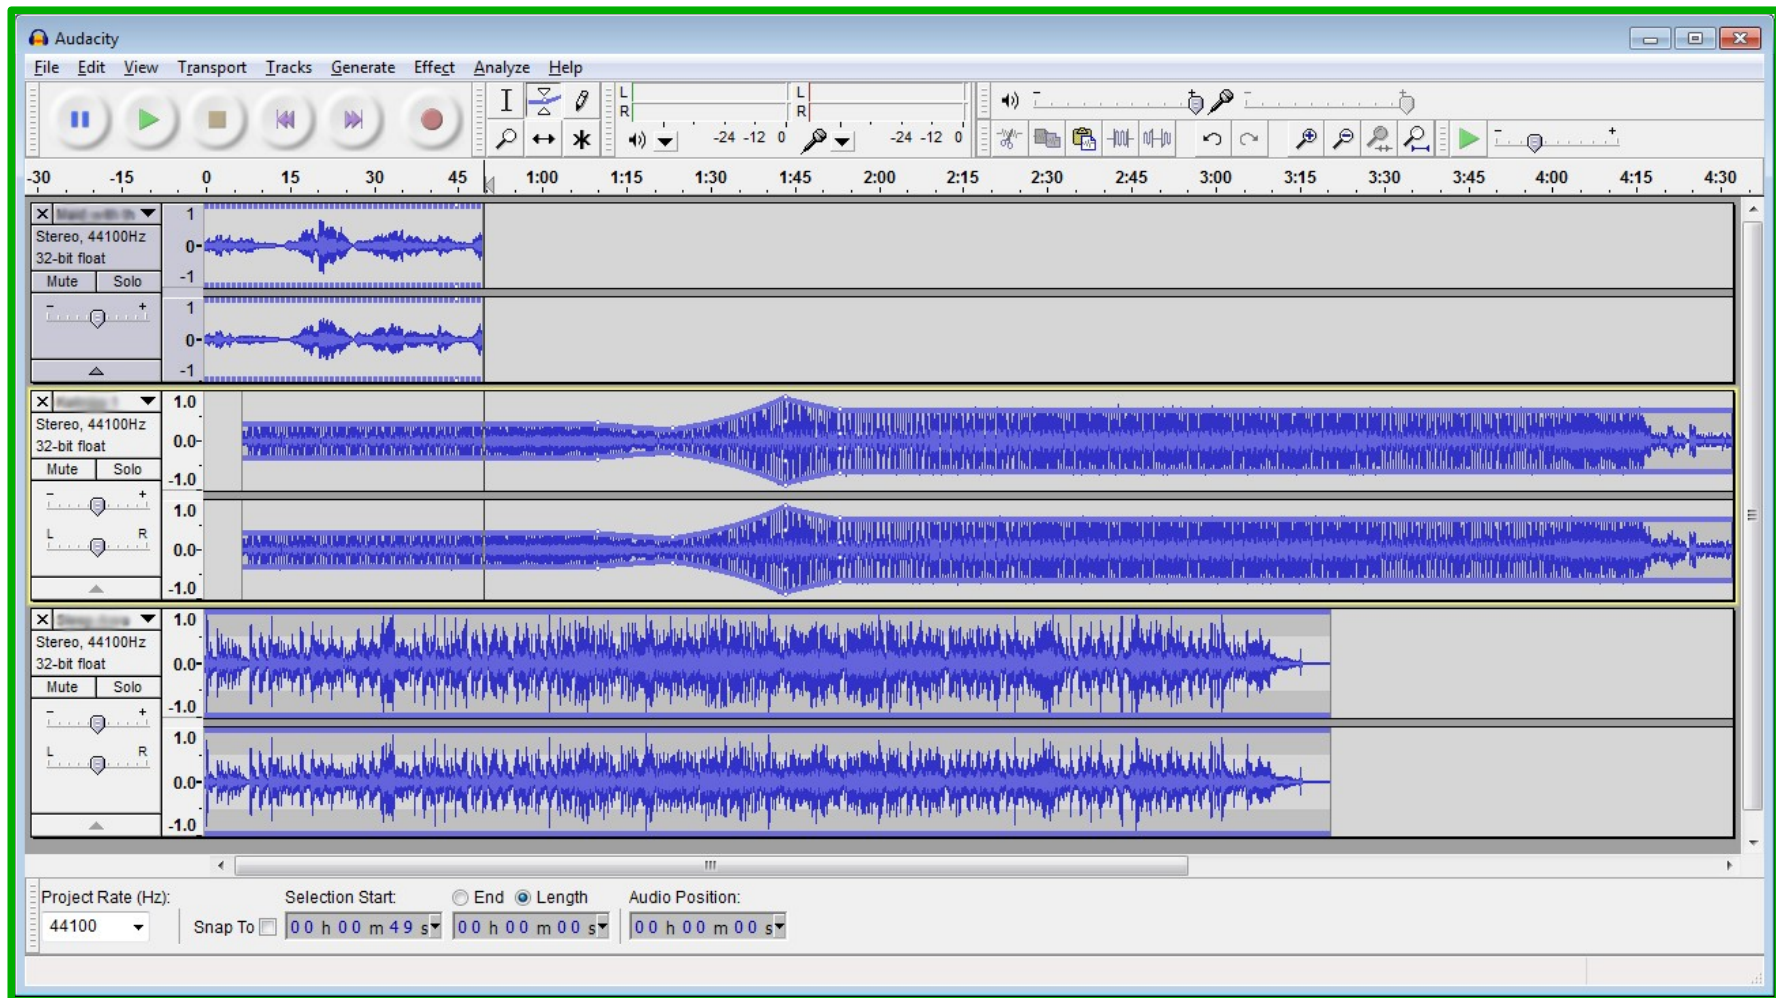 Audacity
File Edit View Transport Tracks Generate Effect Analyze Help
L
R
-24 -12 0
L
R
-24 -12 0
-30 -15 0 15 30 45 1:00 1:15 1:30 1:45 2:00 2:15 2:30 2:45 3:00 3:15 3:30 3:45 4:00 4:15 4:30
Stereo, 44100Hz
32-bit float
Mute Solo
- +
1
0-
-1
1
0-
-1
Stereo, 44100Hz
32-bit float
Mute Solo
- +
L R
1.0
0.0-
-1.0
1.0
0.0-
-1.0
Stereo, 44100Hz
32-bit float
Mute Solo
- +
L R
1.0
0.0-
-1.0
1.0
0.0-
-1.0
Project Rate (Hz): Selection Start: End Length Audio Position:
44100 Snap To 00 h 00 m 49 s 00 h 00 m 00 s 00 h 00 m 00 s